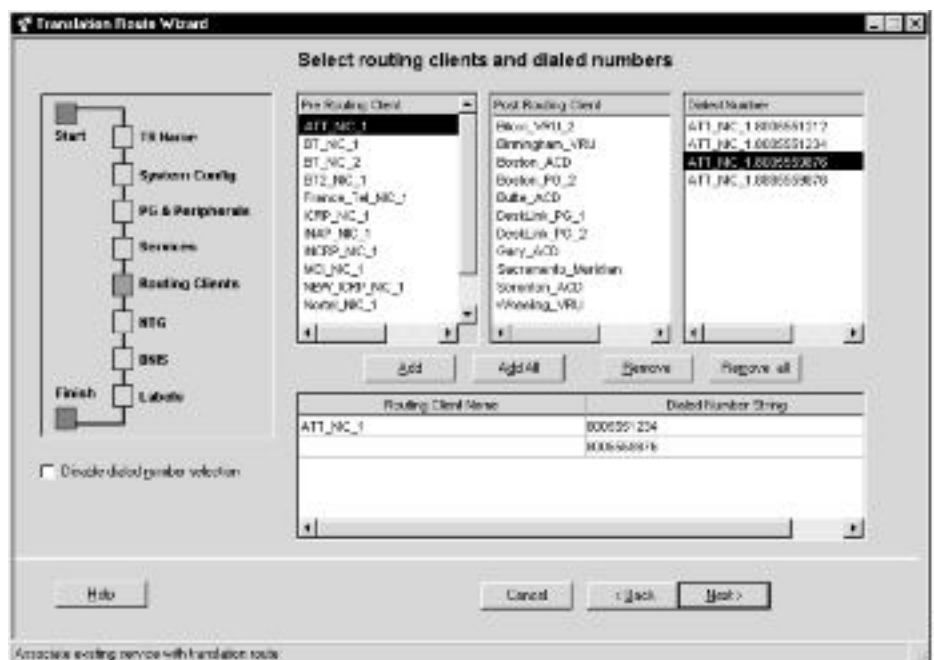 Translation Route Wizard
Select routing clients and dialed numbers
Start
TR Name
System Config
PG & Peripherals
Services
Routing Clients
NTG
DNIS
Labels
Finish
Disable dialed number selection
Pre Routing Client
ATT_NIC_1
BT_NIC_1
BT_NIC_2
BT2_NIC_1
France_Tel_NIC_1
ICRP_NIC_1
INAP_NIC_1
INCRP_NIC_1
MCI_NIC_1
NEW_ICRP_NIC_1
Nortel_NIC_1
Post Routing Client
Biloxi_VRU_2
Birmingham_VRU
Boston_ACD
Boston_PG_2
Butte_ACD
DeskLink_PG_1
DeskLink_PG_2
Gary_ACD
Sacramento_Meridian
Scranton_ACD
Dialed Number
ATT_NIC_1.8005551212
ATT_NIC_1.8005551234
ATT_NIC_1.8005559876
Add
Add All
Remove
Remove all
Routing Client Name
Dialed Number String
ATT_NIC_1
8005551234
8005559876
Help
Cancel
< Back
Next >
Associate existing service with translation route